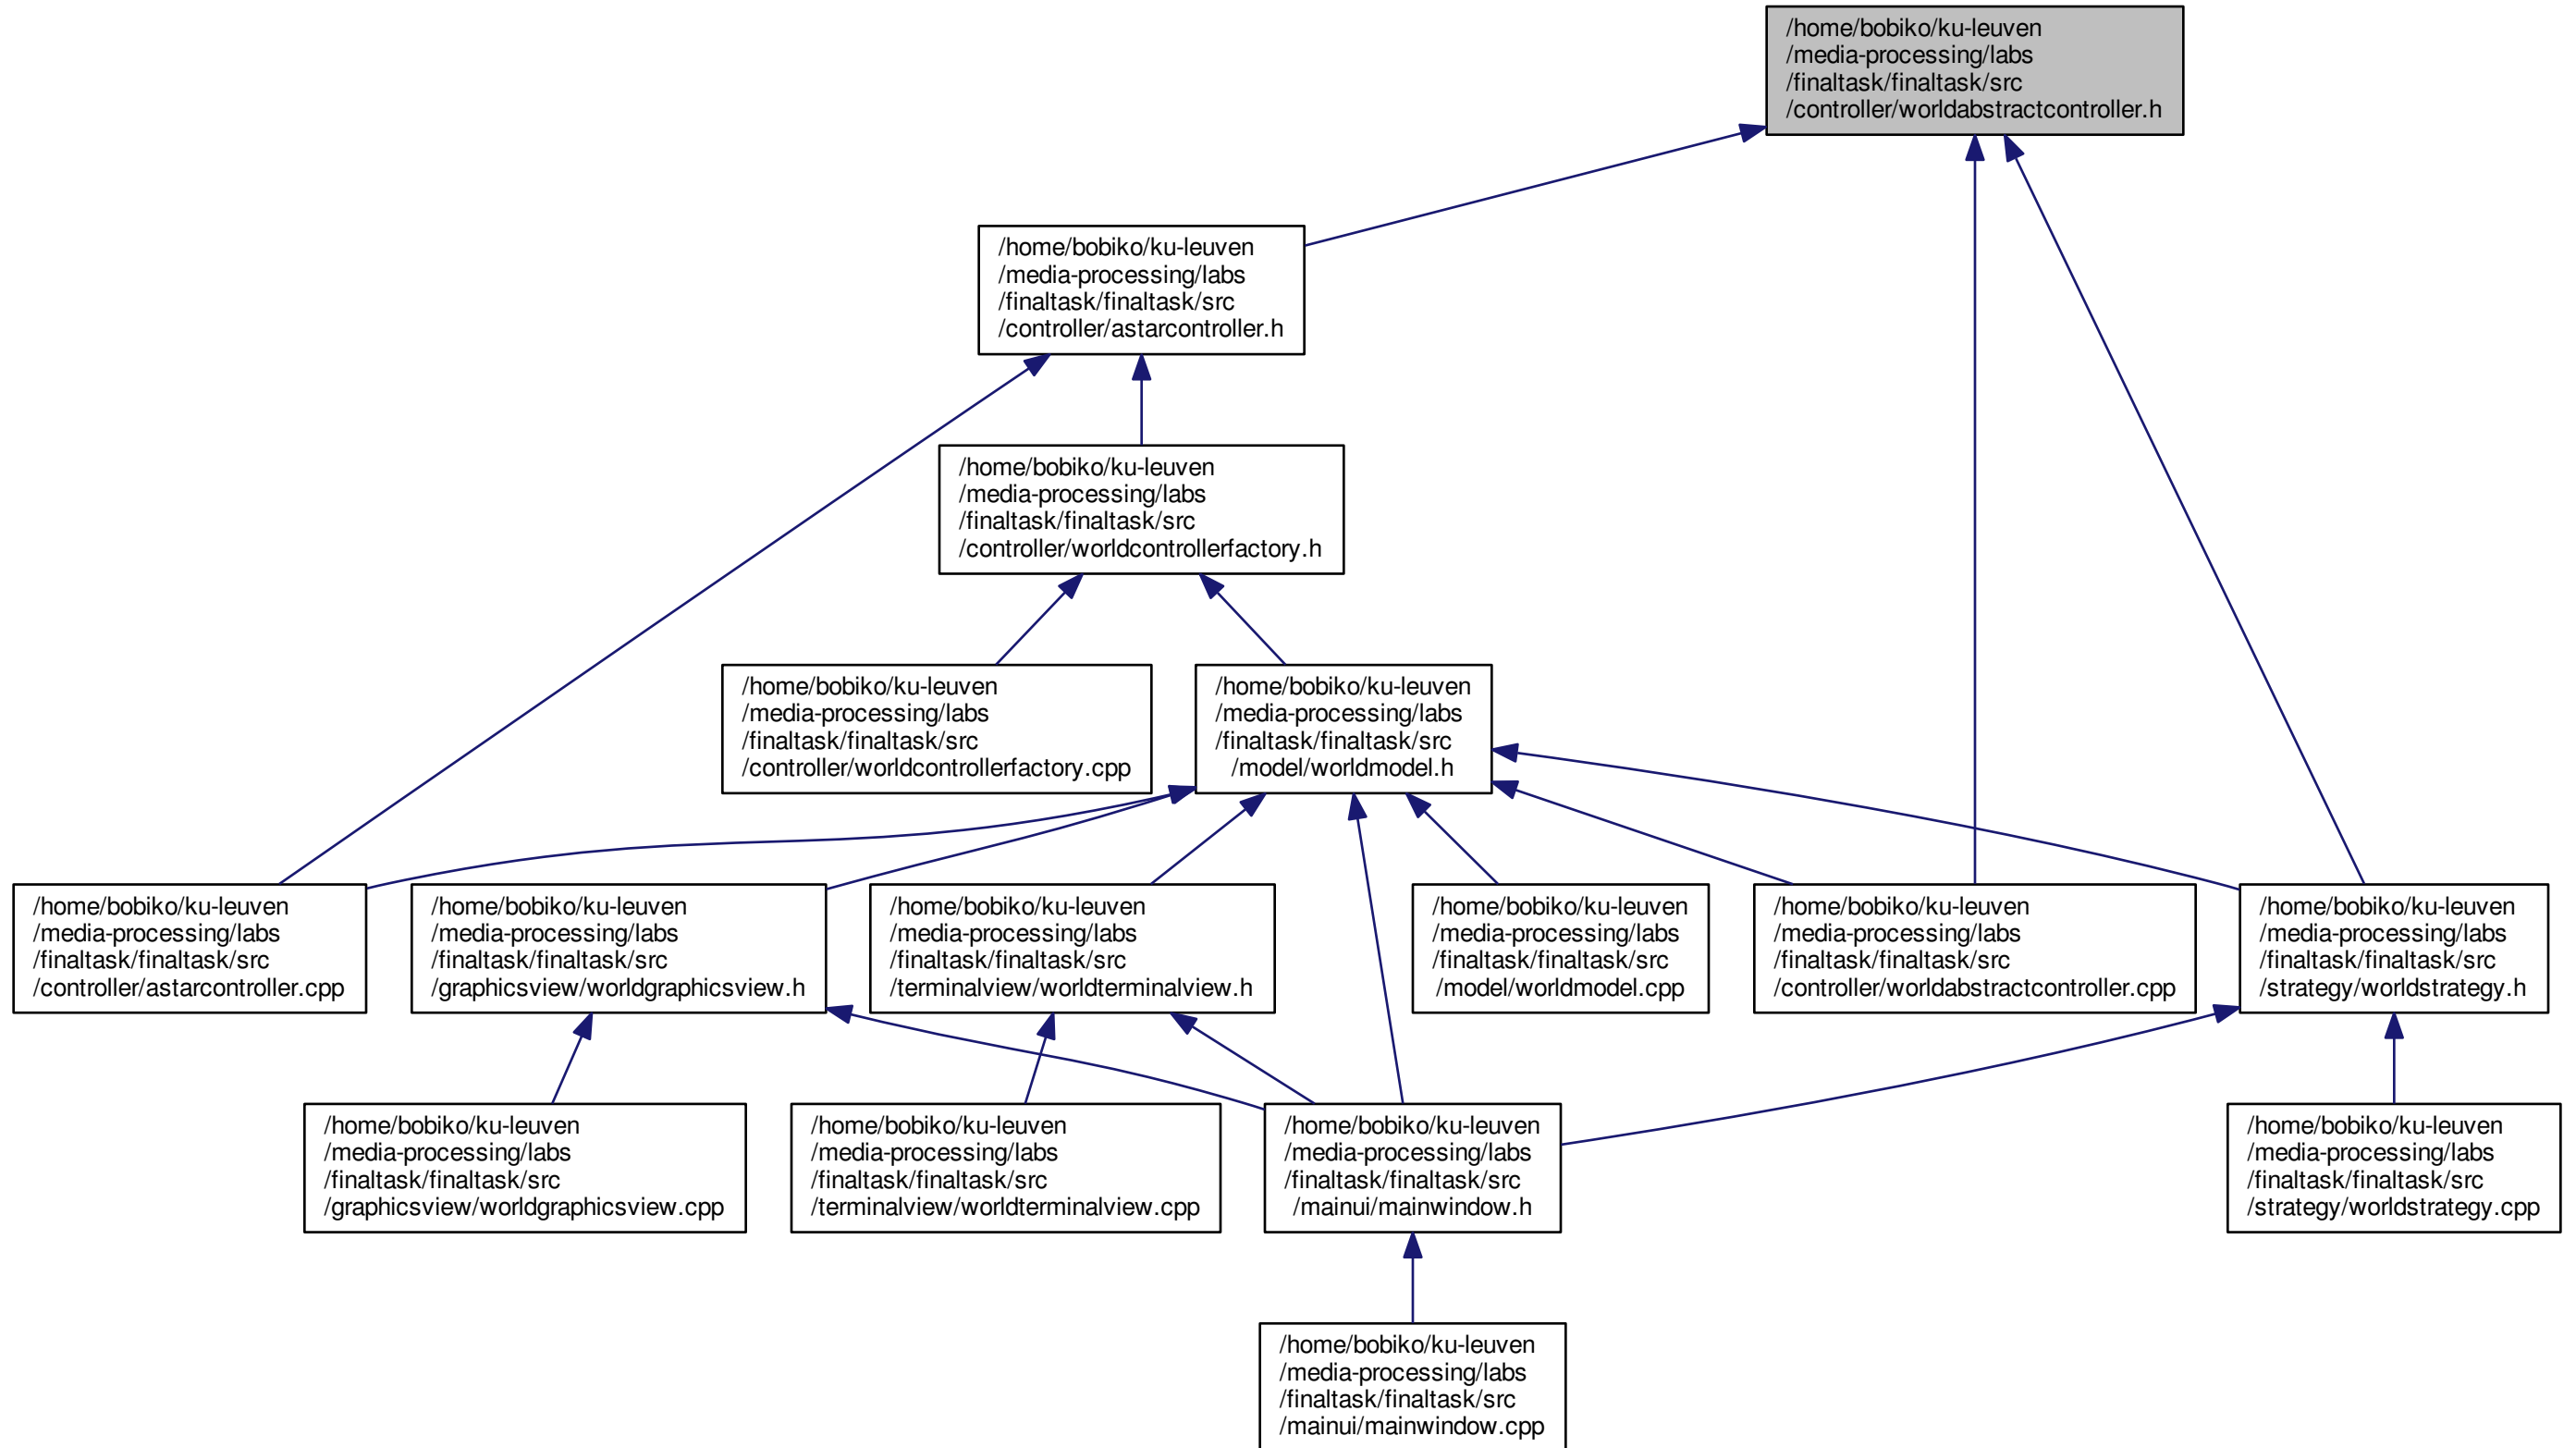 /home/bobiko/ku-leuven
/media-processing/labs
/finaltask/finaltask/src
/controller/worldabstractcontroller.h
/home/bobiko/ku-leuven
/media-processing/labs
/finaltask/finaltask/src
/controller/astarcontroller.h
/home/bobiko/ku-leuven
/media-processing/labs
/finaltask/finaltask/src
/controller/worldcontrollerfactory.h
/home/bobiko/ku-leuven
/media-processing/labs
/finaltask/finaltask/src
/controller/worldcontrollerfactory.cpp
/home/bobiko/ku-leuven
/media-processing/labs
/finaltask/finaltask/src
/model/worldmodel.h
/home/bobiko/ku-leuven
/media-processing/labs
/finaltask/finaltask/src
/controller/astarcontroller.cpp
/home/bobiko/ku-leuven
/media-processing/labs
/finaltask/finaltask/src
/graphicsview/worldgraphicsview.h
/home/bobiko/ku-leuven
/media-processing/labs
/finaltask/finaltask/src
/terminalview/worldterminalview.h
/home/bobiko/ku-leuven
/media-processing/labs
/finaltask/finaltask/src
/model/worldmodel.cpp
/home/bobiko/ku-leuven
/media-processing/labs
/finaltask/finaltask/src
/controller/worldabstractcontroller.cpp
/home/bobiko/ku-leuven
/media-processing/labs
/finaltask/finaltask/src
/strategy/worldstrategy.h
/home/bobiko/ku-leuven
/media-processing/labs
/finaltask/finaltask/src
/graphicsview/worldgraphicsview.cpp
/home/bobiko/ku-leuven
/media-processing/labs
/finaltask/finaltask/src
/terminalview/worldterminalview.cpp
/home/bobiko/ku-leuven
/media-processing/labs
/finaltask/finaltask/src
/mainui/mainwindow.h
/home/bobiko/ku-leuven
/media-processing/labs
/finaltask/finaltask/src
/strategy/worldstrategy.cpp
/home/bobiko/ku-leuven
/media-processing/labs
/finaltask/finaltask/src
/mainui/mainwindow.cpp